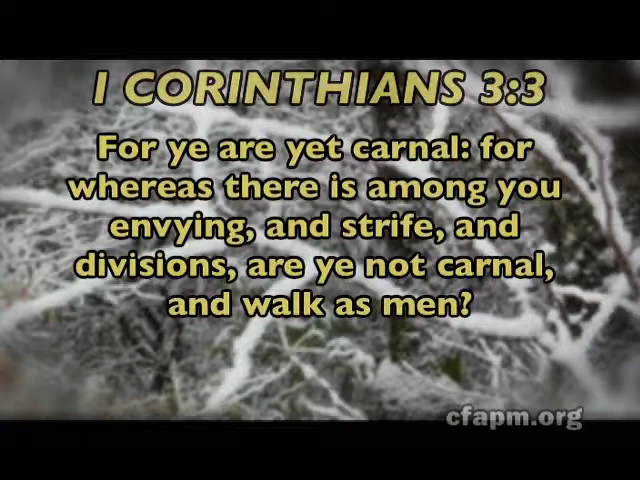 I CORINTHIANS 3:3
For ye are yet carnal: for
whereas there is among you
envying, and strife, and
divisions, are ye not carnal,
and walk as men?
cfapm.org